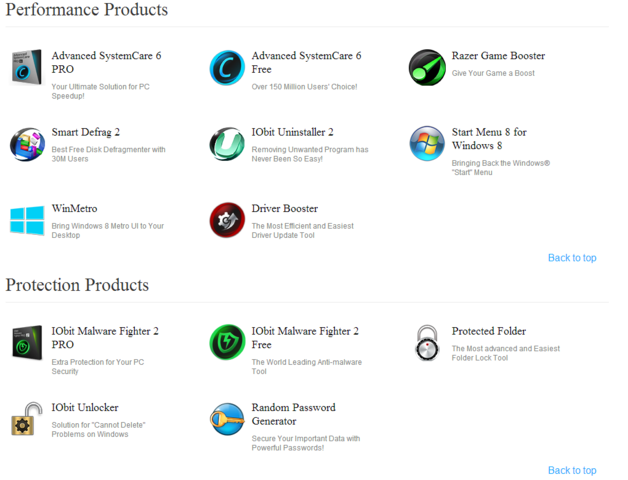 Performance Products
Advanced SystemCare 6
PRO
Your Ultimate Solution for PC
Speedup!
Advanced SystemCare 6
Free
Over 150 Million Users' Choice!
Razer Game Booster
Give Your Game a Boost
Smart Defrag 2
Best Free Disk Defragmenter with
30M Users
IObit Uninstaller 2
Removing Unwanted Program has
Never Been So Easy!
Start Menu 8 for
Windows 8
Bringing Back the Windows®
"Start" Menu
WinMetro
Bring Windows 8 Metro UI to Your
Desktop
Driver Booster
The Most Efficient and Easiest
Driver Update Tool
Back to top
Protection Products
IObit Malware Fighter 2
PRO
Extra Protection for Your PC
Security
IObit Malware Fighter 2
Free
The World Leading Anti-malware
Tool
Protected Folder
The Most advanced and Easiest
Folder Lock Tool
IObit Unlocker
Solution for "Cannot Delete"
Problems on Windows
Random Password
Generator
Secure Your Important Data with
Powerful Passwords!
Back to top